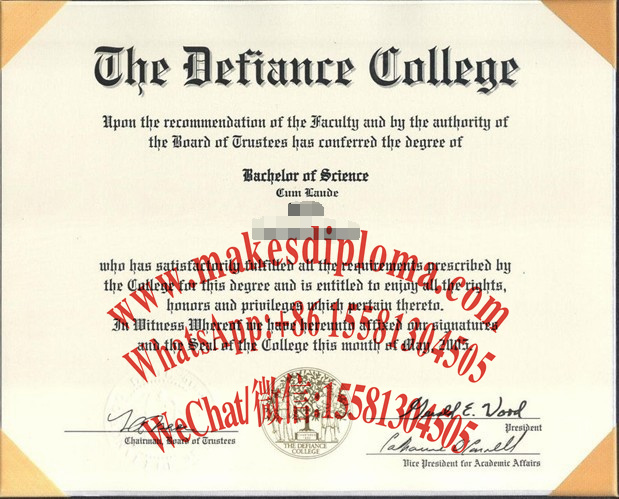 The Defiance College
Upon the recommendation of the Faculty and by the authority of
the Board of Trustees has conferred the degree of
Bachelor of Science
Cum Laude
who has satisfactorily fulfilled all the requirements prescribed by
the College for this degree and is entitled to enjoy all the rights,
honors and privileges which pertain thereto.
In Witness Whereof we have hereunto affixed our signatures
and the Seal of the College this month of May, 2005.
www.makesdiploma.com
WhatsApp:+86 15581304505
WeChat/微信:15581304505
Chairman, Board of Trustees
THE DEFIANCE
COLLEGE
E. Wood
President
Vice President for Academic Affairs